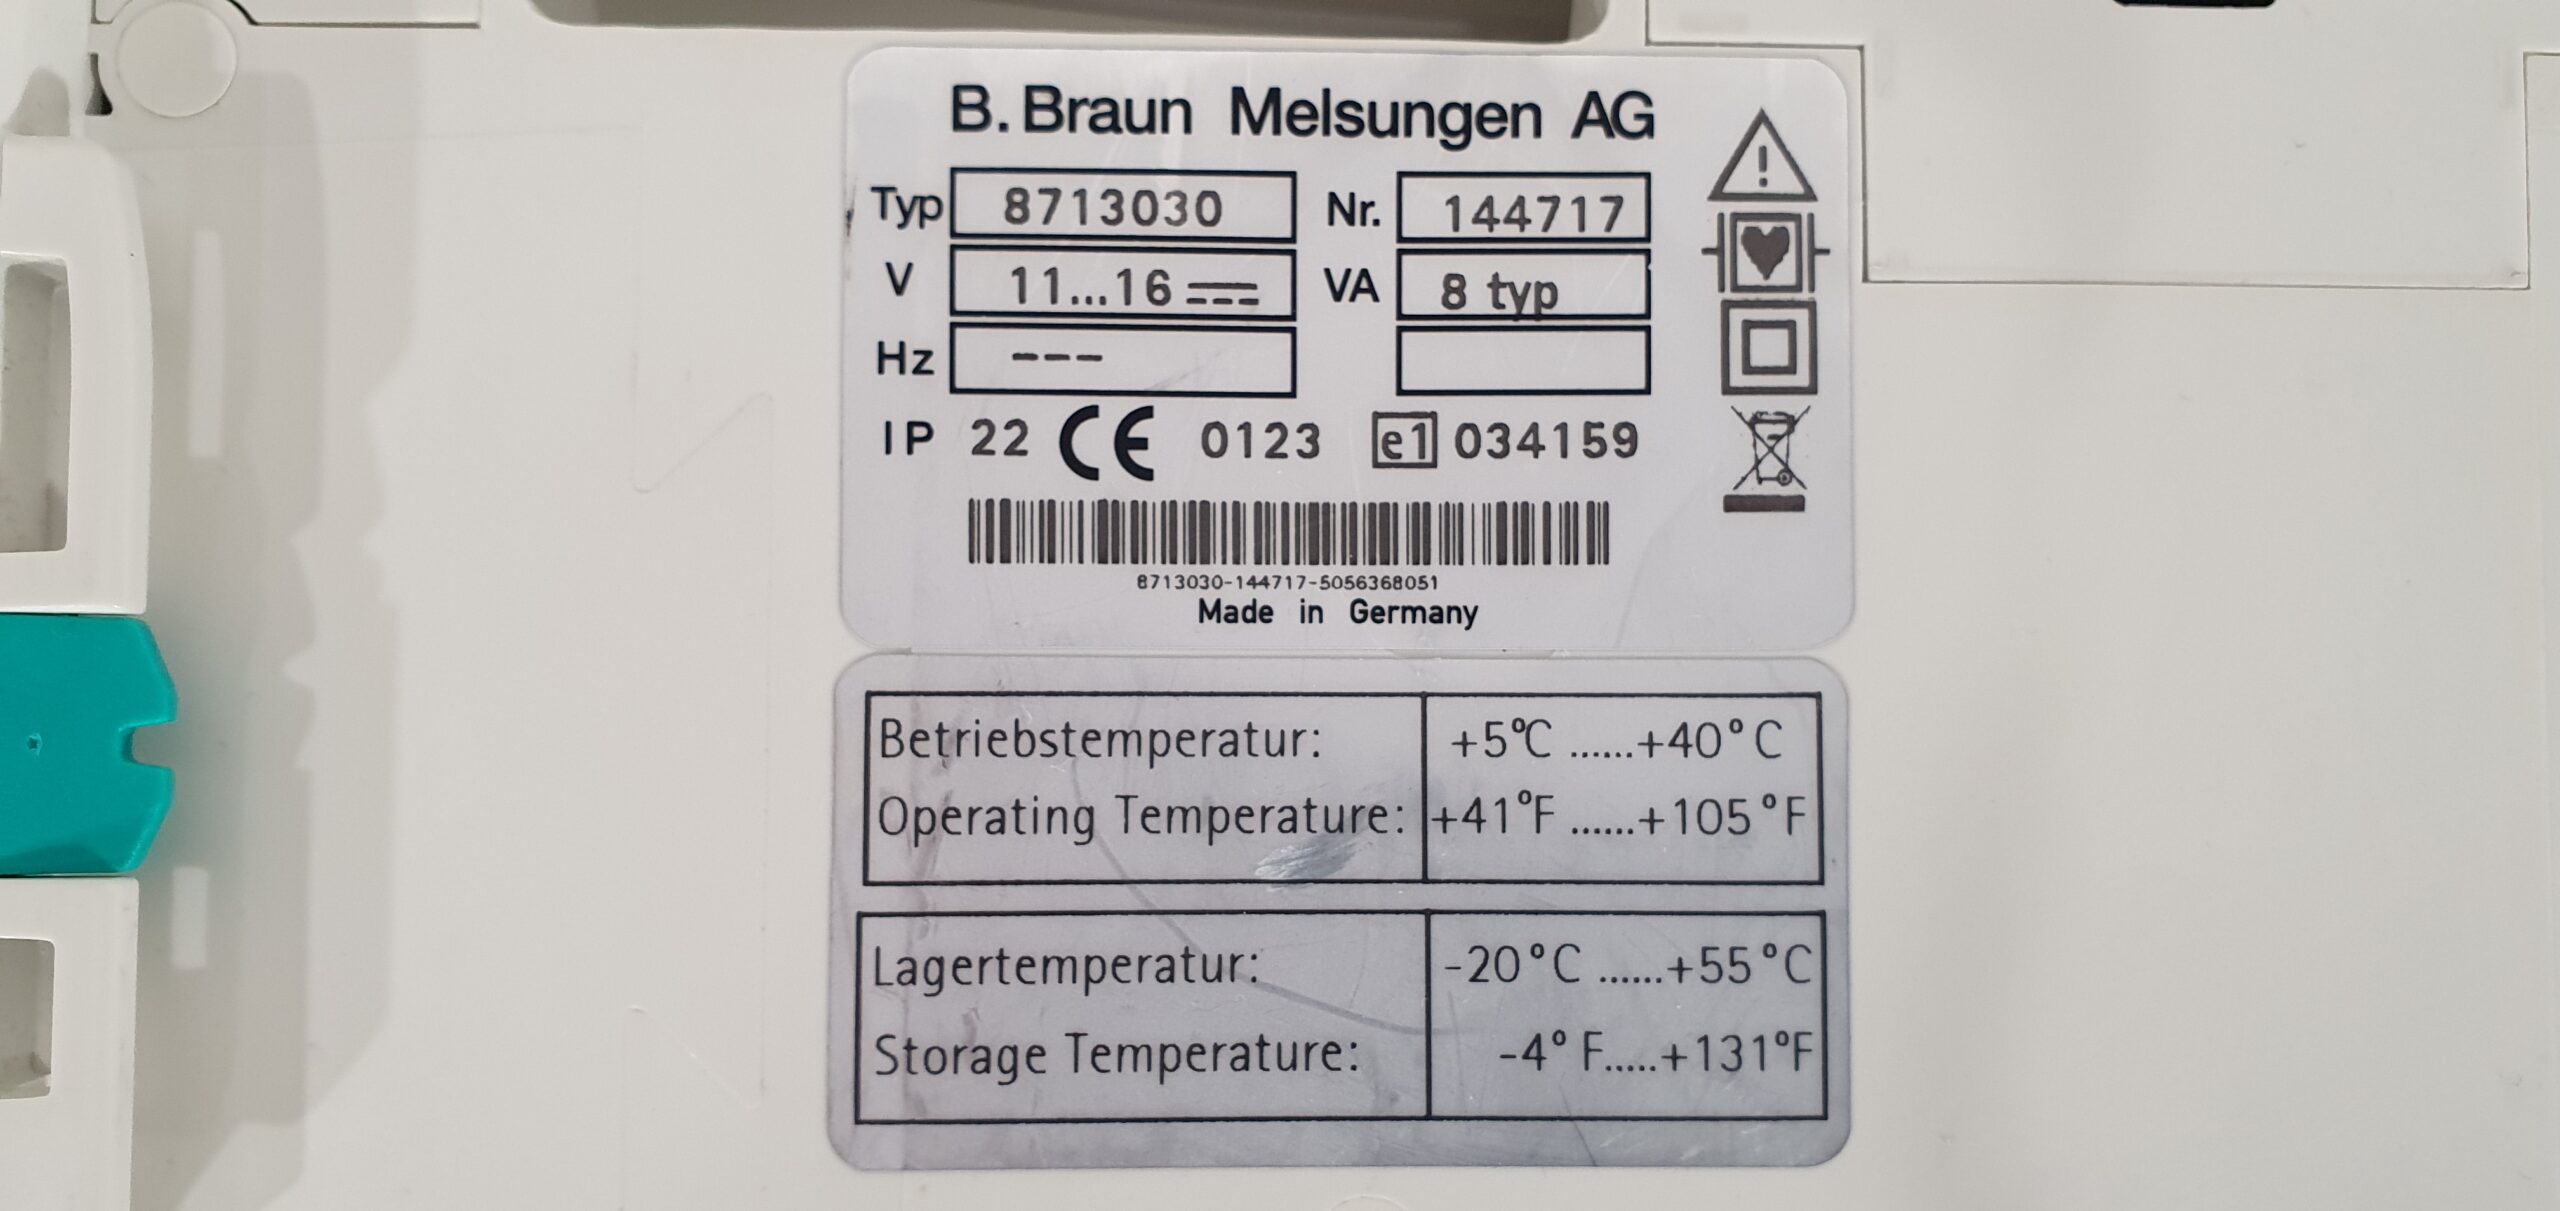 B. Braun Melsungen AG
Typ 8713030 Nr. 144717
V 11...16 VA 8 typ
Hz ---
IP 22 CE 0123 e1 034159
8713030-144717-5056368051
Made in Germany
Betriebstemperatur: +5°C ......+40°C
Operating Temperature: +41°F ......+105°F
Lagertemperatur: -20°C ......+55°C
Storage Temperature: -4° F.....+131°F